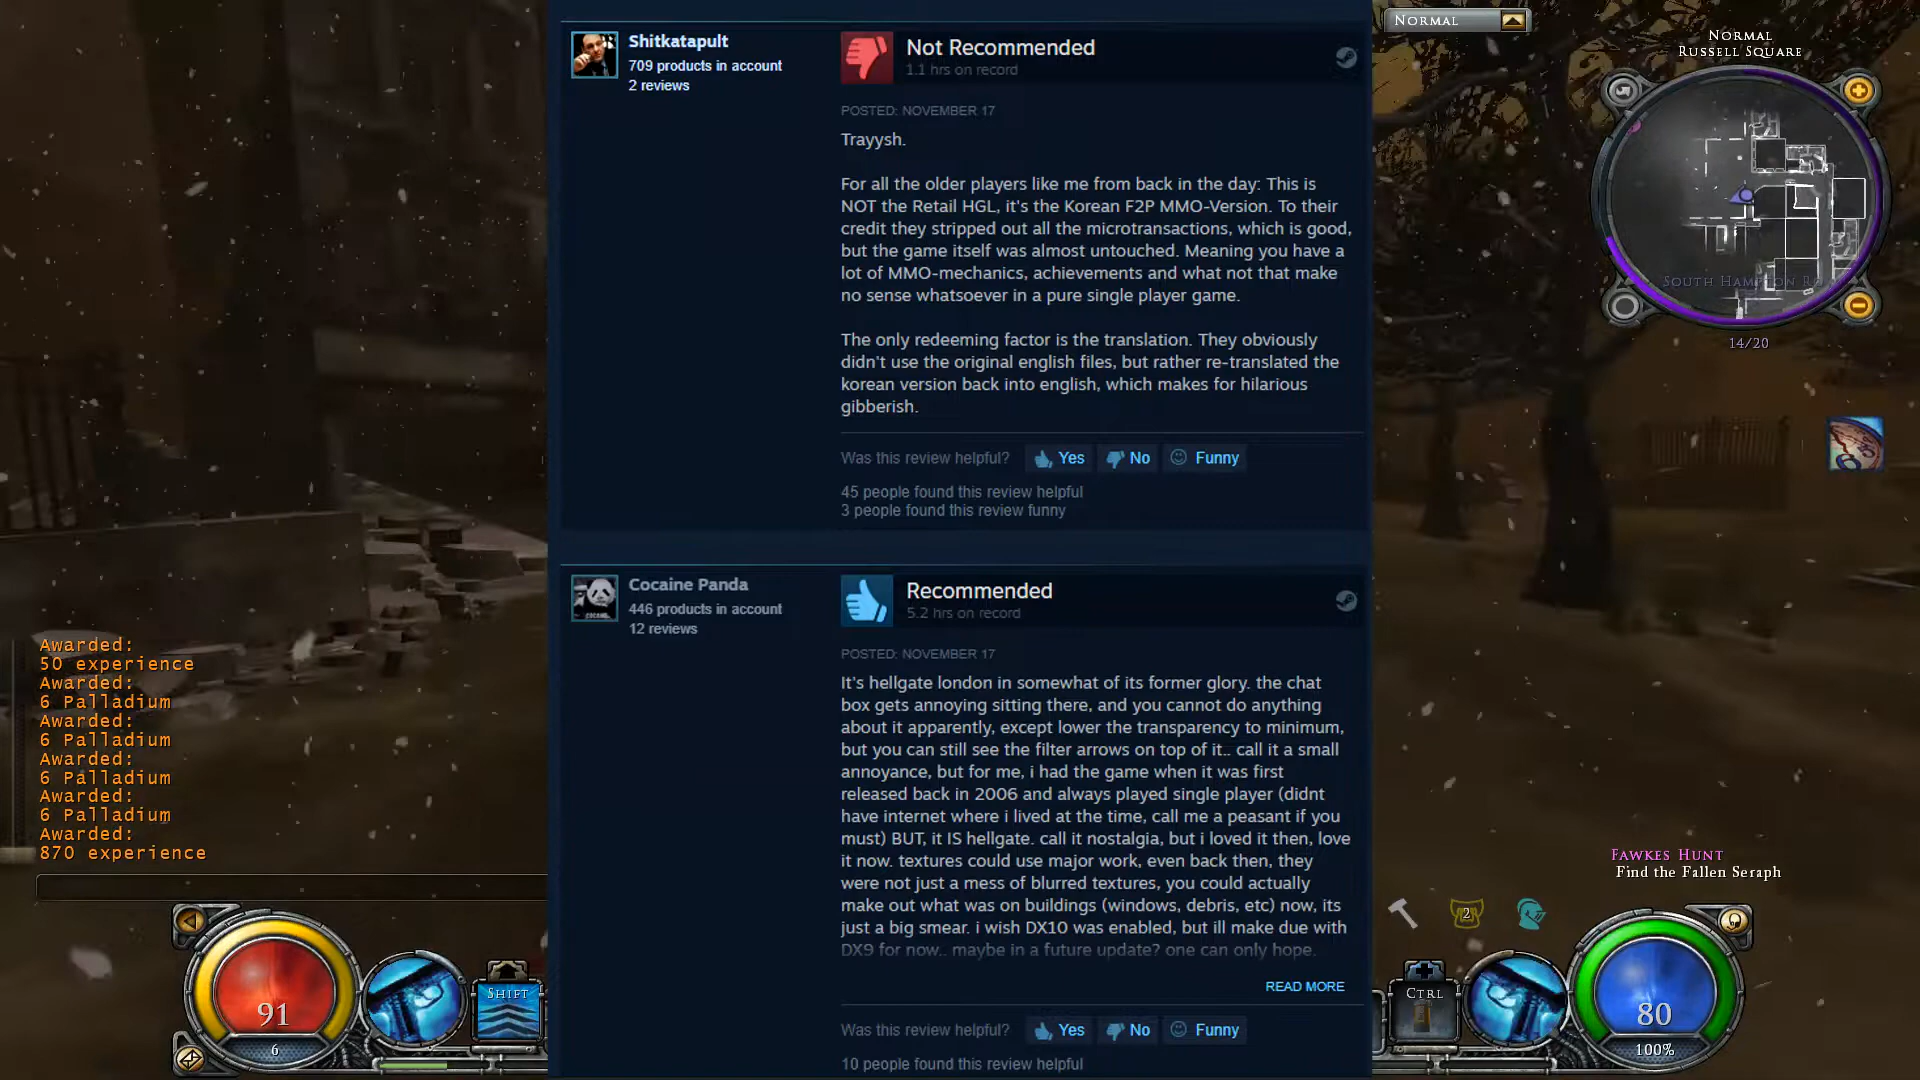 Shitkatapult
709 products in account
2 reviews
Not Recommended
1.1 hrs on record
POSTED: NOVEMBER 17
Trayysh.
For all the older players like me from back in the day: This is
NOT the Retail HGL, it's the Korean F2P MMO-Version. To their
credit they stripped out all the microtransactions, which is good,
but the game itself was almost untouched. Meaning you have a
lot of MMO-mechanics, achievements and what not that make
no sense whatsoever in a pure single player game.
The only redeeming factor is the translation. They obviously
didn't use the original english files, but rather re-translated the
korean version back into english, which makes for hilarious
gibberish.
Was this review helpful? Yes No Funny
45 people found this review helpful
3 people found this review funny
Cocaine Panda
446 products in account
12 reviews
Recommended
5.2 hrs on record
POSTED: NOVEMBER 17
It's hellgate london in somewhat of its former glory. the chat
box gets annoying sitting there, and you cannot do anything
about it apparently, except lower the transparency to minimum,
but you can still see the filter arrows on top of it.. call it a small
annoyance, but for me, i had the game when it was first
released back in 2006 and always played single player (didnt
have internet where i lived at the time, call me a peasant if you
must) BUT, it IS hellgate. call it nostalgia, but i loved it then, love
it now. textures could use major work, even back then, they
were not just a mess of blurred textures, you could actually
make out what was on buildings (windows, debris, etc) now, its
just a big smear. i wish DX10 was enabled, but ill make due with
DX9 for now.. maybe in a future update? one can only hope.
READ MORE
Was this review helpful? Yes No Funny
10 people found this review helpful
NORMAL
NORMAL
RUSSELL SQUARE
SOUTH HAMPTON
14/20
Awarded:
50 experience
Awarded:
6 Palladium
Awarded:
6 Palladium
Awarded:
6 Palladium
Awarded:
6 Palladium
Awarded:
870 experience
FAWKES HUNT
Find the Fallen Seraph
2
91
6
SHIFT
CTRL
80
100%